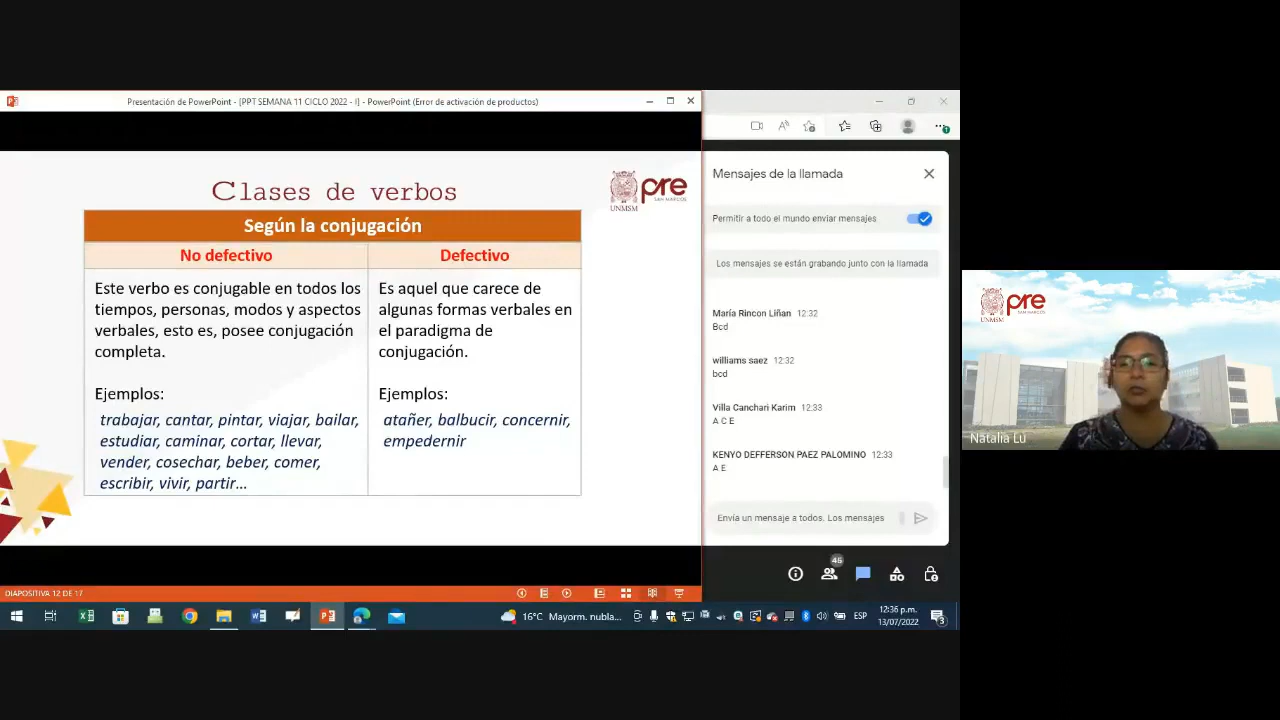 Presentación de PowerPoint - [PPT SEMANA 11 CICLO 2022 - I] - PowerPoint (Error de activación de productos)
Clases de verbos
UNMSM
pre
SAN MARCOS
Según la conjugación
No defectivo
Defectivo
Este verbo es conjugable en todos los
tiempos, personas, modos y aspectos
verbales, esto es, posee conjugación
completa.
Ejemplos:
trabajar, cantar, pintar, viajar, bailar,
estudiar, caminar, cortar, llevar,
vender, cosechar, beber, comer,
escribir, vivir, partir...
Es aquel que carece de
algunas formas verbales en
el paradigma de
conjugación.
Ejemplos:
atañer, balbucir, concernir,
empedernir
DIAPOSITIVA 12 DE 17
Mensajes de la llamada
Permitir a todo el mundo enviar mensajes
Los mensajes se están grabando junto con la llamada
María Rincon Liñan 12:32
Bcd
williams saez 12:32
bcd
Villa Canchari Karim 12:33
A C E
KENYO DEFFERSON PAEZ PALOMINO 12:33
A E
Envía un mensaje a todos. Los mensajes
45
16°C Mayorm. nubla...
ESP
12:36 p.m.
13/07/2022
3
UNMSM
pre
SAN MARCOS
Natalia Lu